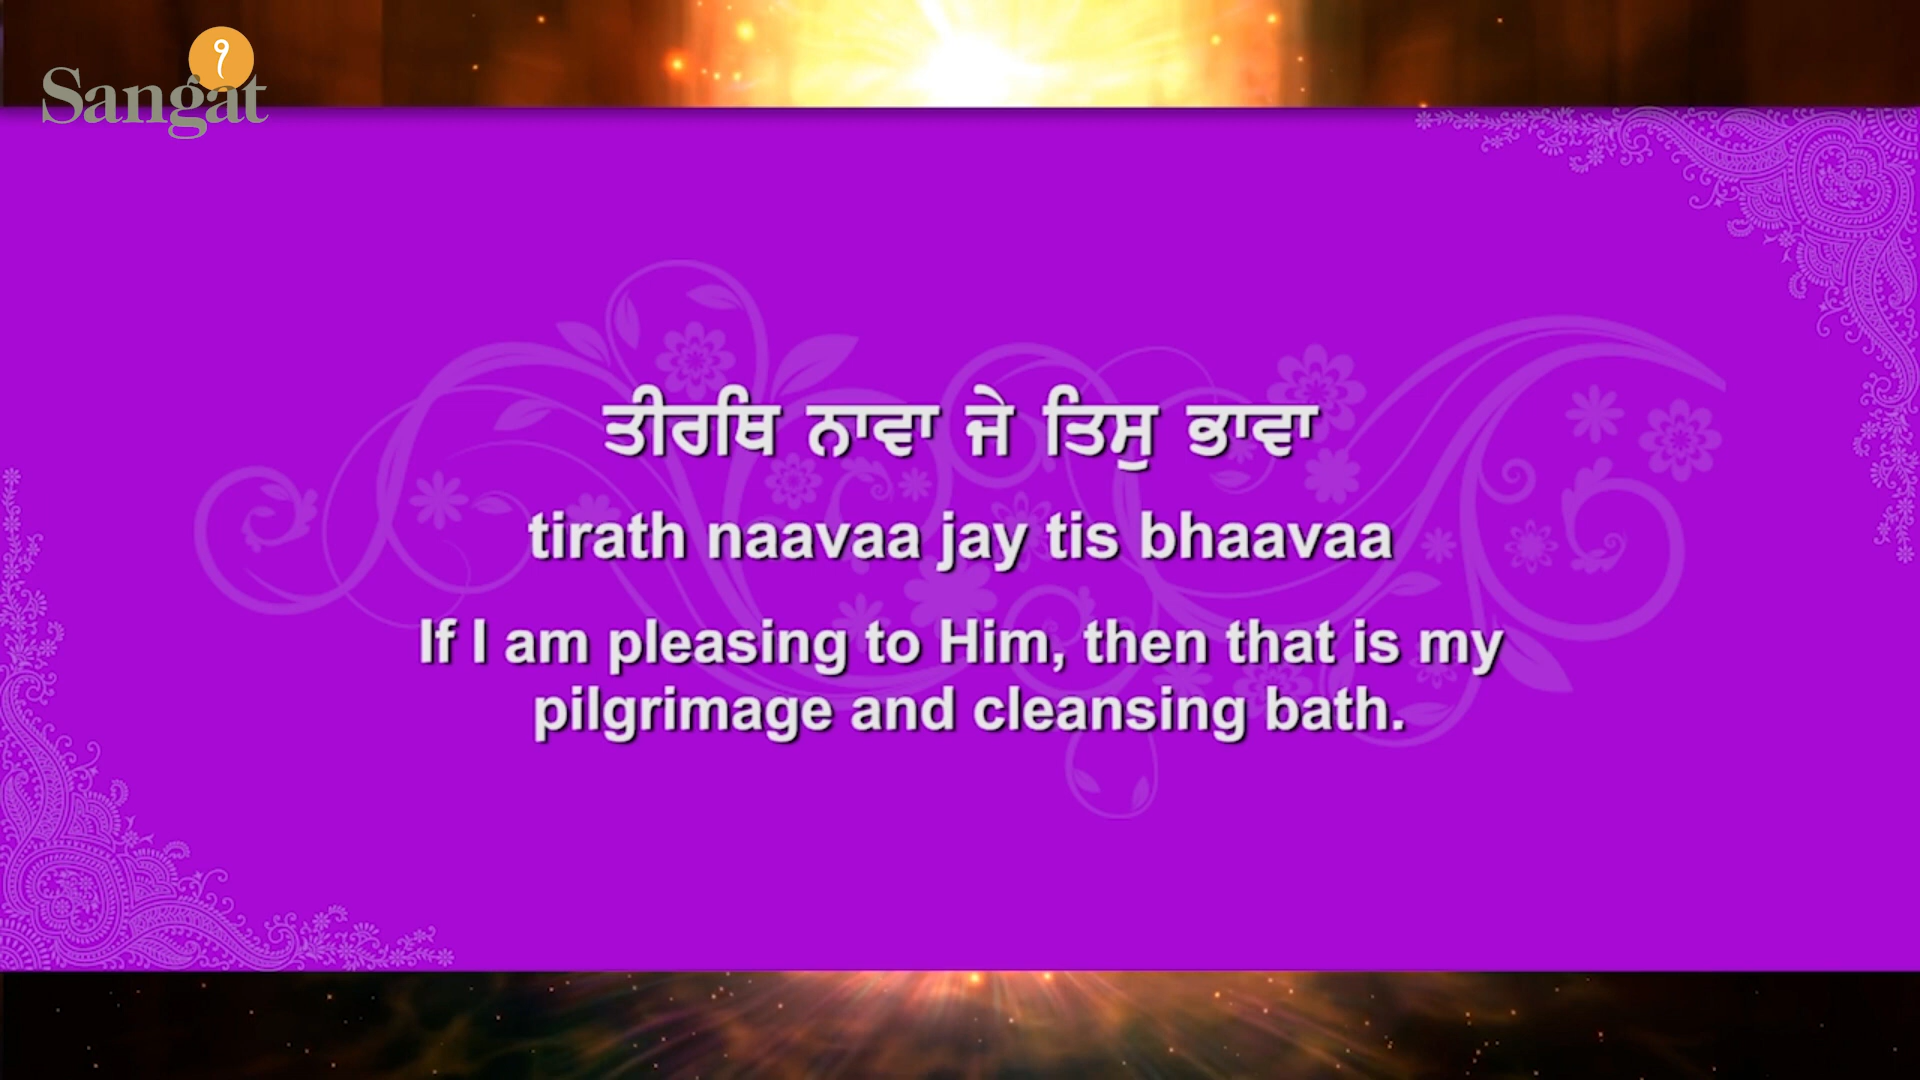 ੧
Sangat
ਤੀਰਥਿ ਨਾਵਾ ਜੇ ਤਿਸੁ ਭਾਵਾ
tirath naavaa jay tis bhaavaa
If I am pleasing to Him, then that is my
pilgrimage and cleansing bath.